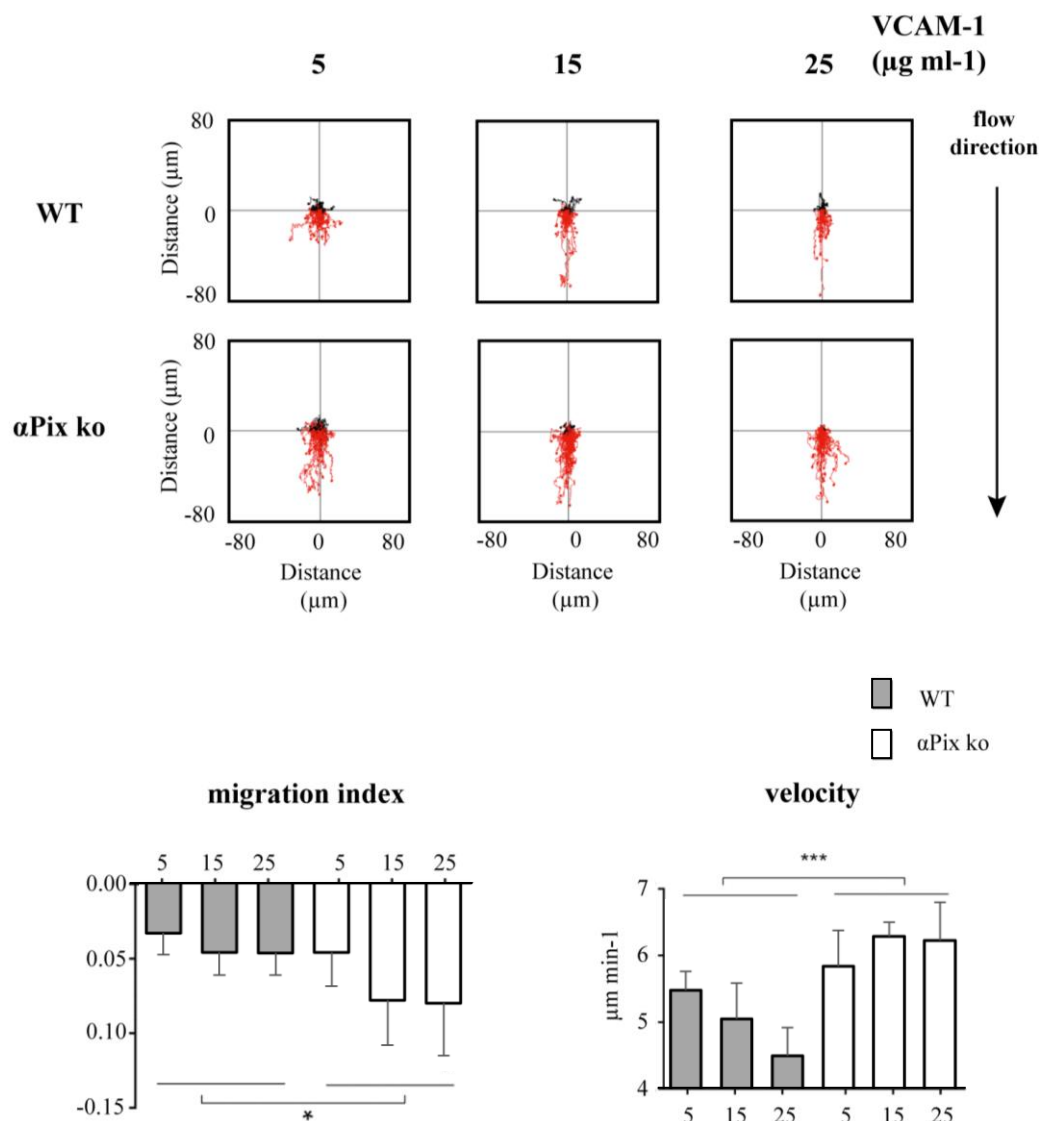 VCAM-1
(µg ml-1)
5 15 25
flow
direction
WT
80
0
-80
Distance (µm)
αPix ko
80
0
-80
Distance (µm)
-80 0 80 -80 0 80 -80 0 80
Distance Distance Distance
(µm) (µm) (µm)
WT
αPix ko
migration index
5 15 25 5 15 25
0.00
0.05
0.10
-0.15
*
velocity
***
7
6
5
4
µm min-1
5 15 25 5 15 25